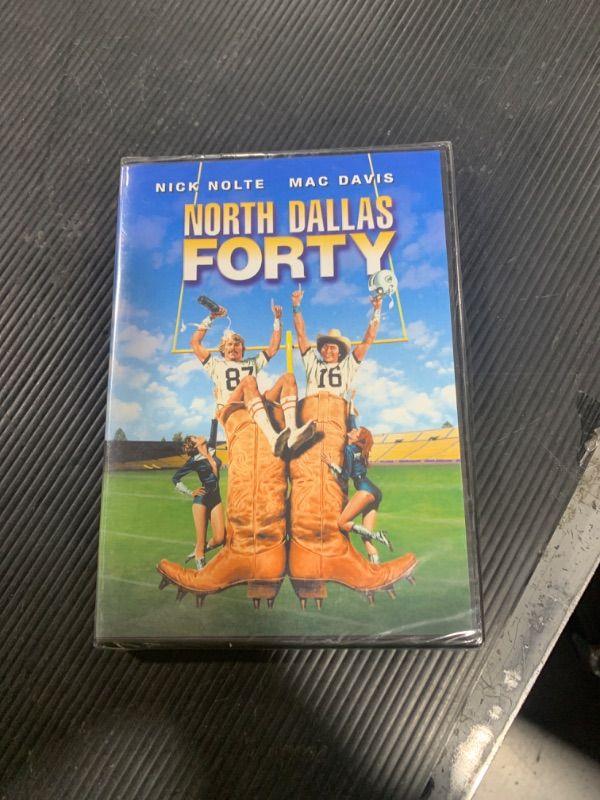 NICK NOLTE MAC DAVIS
NORTH DALLAS
FORTY
87 16